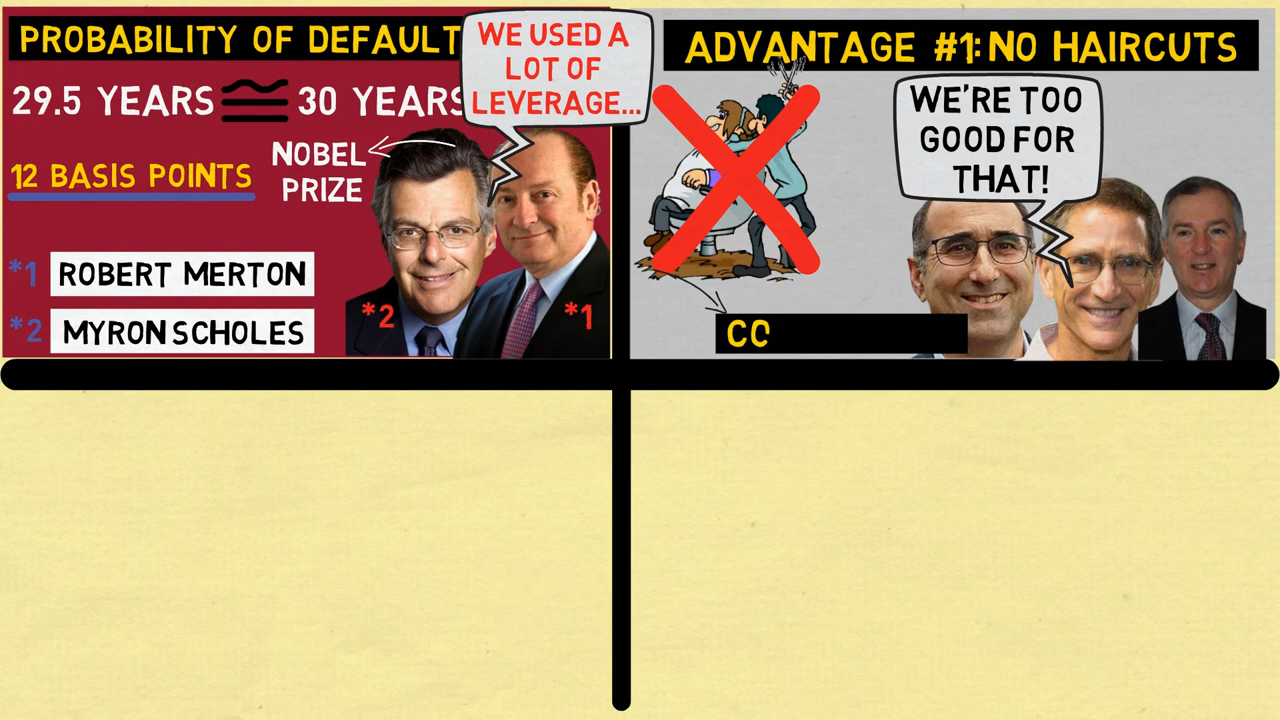 PROBABILITY OF DEFAULT
29.5 YEARS ≅ 30 YEARS
12 BASIS POINTS
NOBEL
PRIZE
WE USED A
LOT OF
LEVERAGE...
*1 ROBERT MERTON
*2 MYRON SCHOLES
*2
*1
ADVANTAGE #1: NO HAIRCUTS
WE'RE TOO
GOOD FOR
THAT!